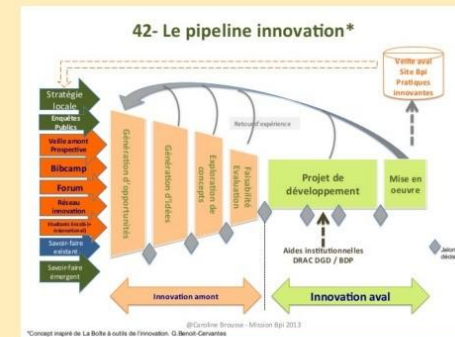 42- Le pipeline innovation*
Veille aval
Site Bpi
Pratiques
innovantes
Stratégie
locale
Enquêtes
Publics
Veille amont
Prospective
Bibcamp
Forum
Réseau
Innovation
Savoir-faire
existant
Savoir-faire
émergent
Génération d'opportunités
Génération d'idées
Exploration de
concepts
Faisabilité
Evaluation
Retour d'expérience
Projet de
développement
Mise en
oeuvre
Aides institutionnelles
DRAC DGD / BDP
Jalon
Innovation amont
Innovation aval
@Caroline Brousse - Mission Bpi 2013
*Concept inspiré de La Boîte à outils de l'innovation. G.Benoit-Cervantes